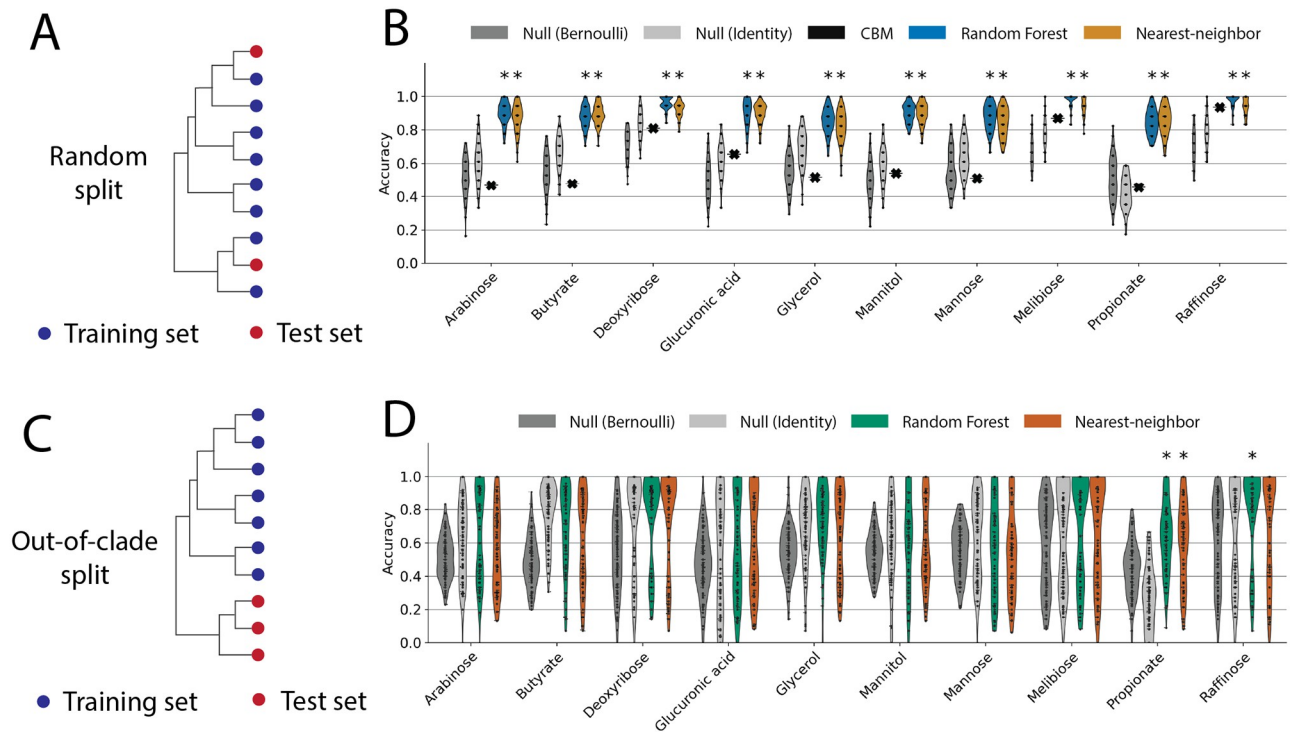 A
Random
split
Training set
Test set
B
Null (Bernoulli)
Null (Identity)
CBM
Random Forest
Nearest-neighbor
* * * * * * * * * * * * * * * * * * * *
Accuracy
1.0
0.8
0.6
0.4
0.2
0.0
Arabinose
Butyrate
Deoxyribose
Glucuronic acid
Glycerol
Mannitol
Mannose
Melibiose
Propionate
Raffinose
C
Out-of-clade
split
Training set
Test set
D
Null (Bernoulli)
Null (Identity)
Random Forest
Nearest-neighbor
* * *
Accuracy
1.0
0.8
0.6
0.4
0.2
0.0
Arabinose
Butyrate
Deoxyribose
Glucuronic acid
Glycerol
Mannitol
Mannose
Melibiose
Propionate
Raffinose